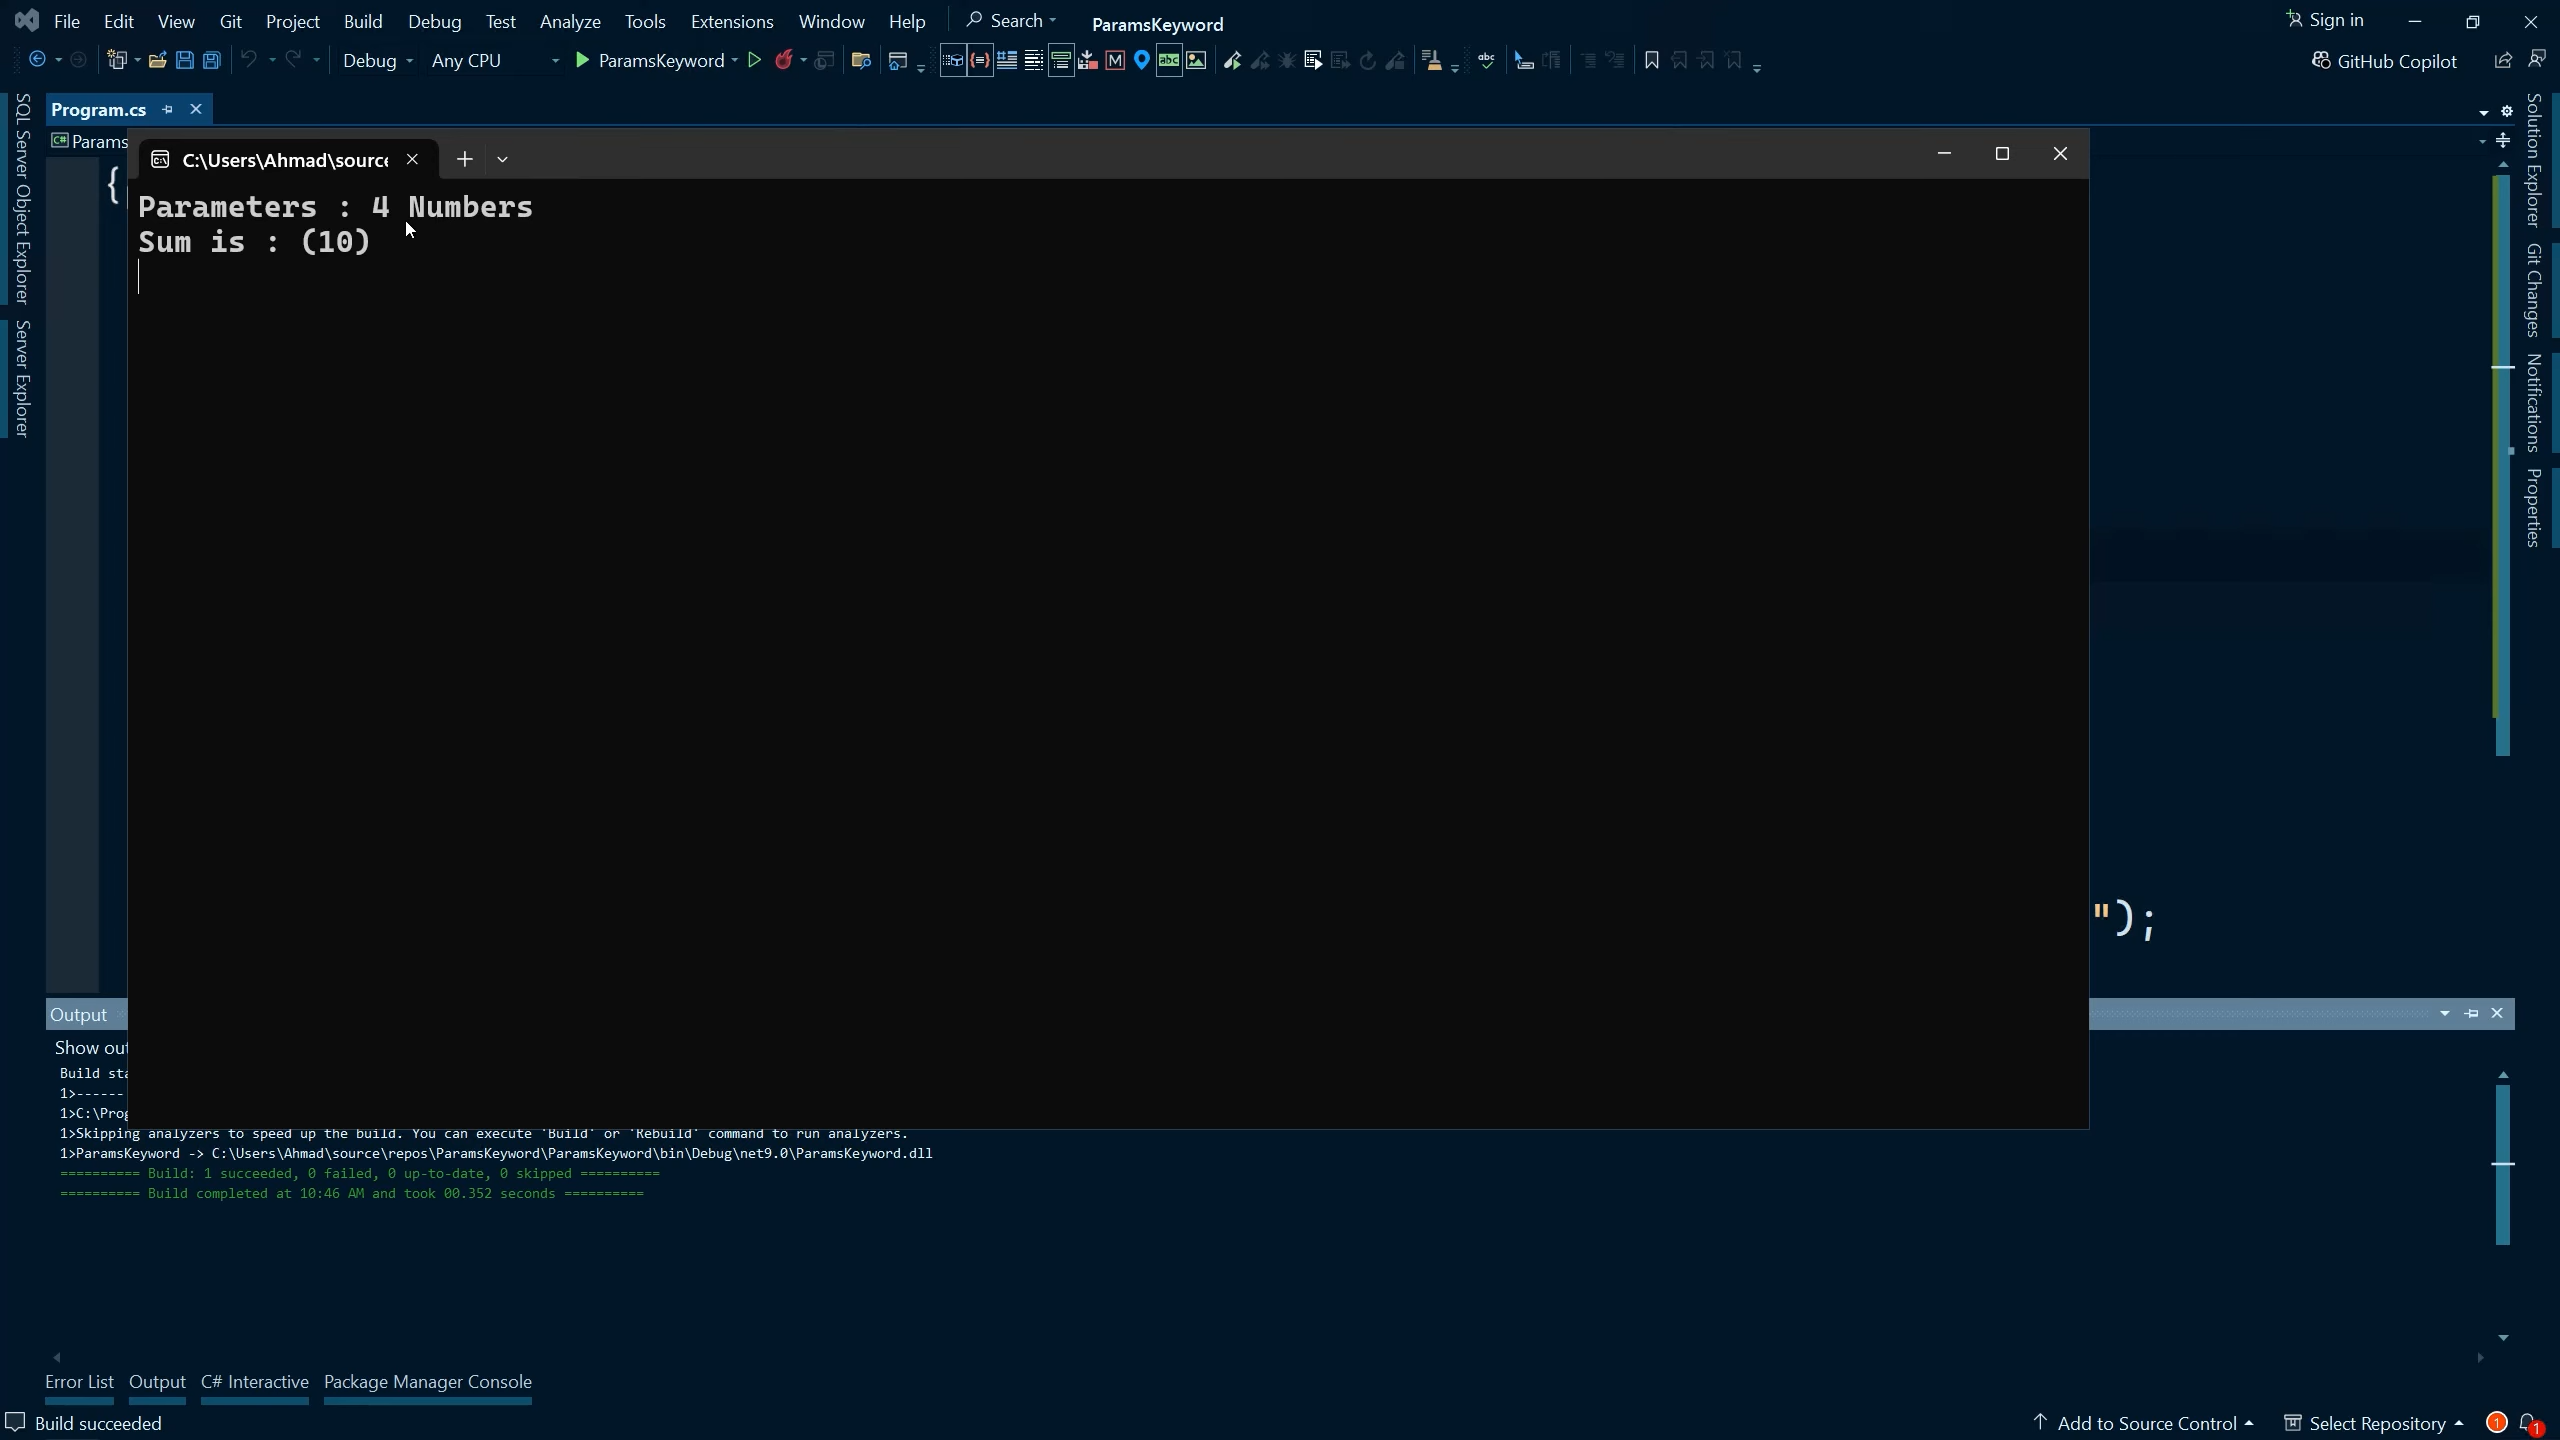 File Edit View Git Project Build Debug Test Analyze Tools Extensions Window Help Search ParamsKeyword Sign in
Debug Any CPU ParamsKeyword GitHub Copilot
Program.cs
Params
C:\Users\Ahmad\source
{
Parameters : 4 Numbers
Sum is : (10)
");
SQL Server Object Explorer
Server Explorer
Solution Explorer
Git Changes
Notifications
Properties
Output
Show out
Build sta
1>------
1>C:\Prog
1>Skipping analyzers to speed up the build. You can execute 'Build' or 'Rebuild' command to run analyzers.
1>ParamsKeyword -> C:\Users\Ahmad\source\repos\ParamsKeyword\ParamsKeyword\bin\Debug\net9.0\ParamsKeyword.dll
========== Build: 1 succeeded, 0 failed, 0 up-to-date, 0 skipped ==========
========== Build completed at 10:46 AM and took 00.352 seconds ==========
Error List Output C# Interactive Package Manager Console
Build succeeded Add to Source Control Select Repository 1 1